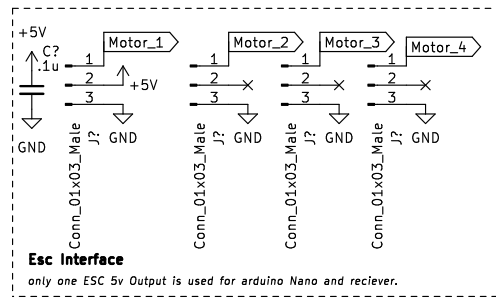 +5V
C?
.1u
GND
1 Motor_1
2
+5V
3
GND
J?
Conn_01x03_Male
1 Motor_2
2
3
GND
J?
Conn_01x03_Male
1 Motor_3
2
3
GND
J?
Conn_01x03_Male
1 Motor_4
2
3
GND
J?
Conn_01x03_Male
Esc Interface
only one ESC 5v Output is used for arduino Nano and reciever.